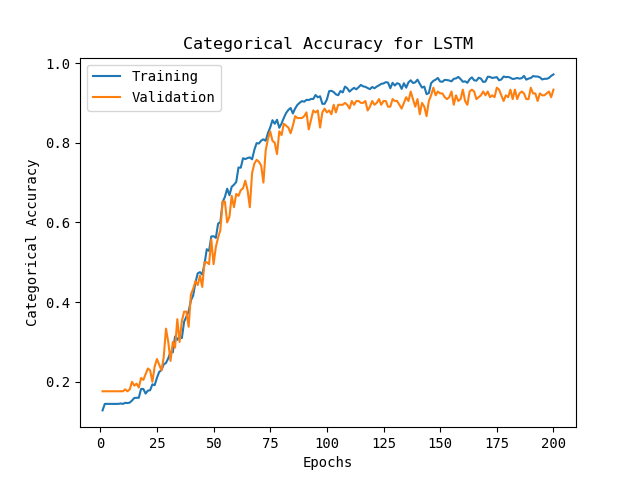 Categorical Accuracy for LSTM
Training
Validation
Categorical Accuracy
1.0
0.8
0.6
0.4
0.2
0 25 50 75 100 125 150 175 200
Epochs